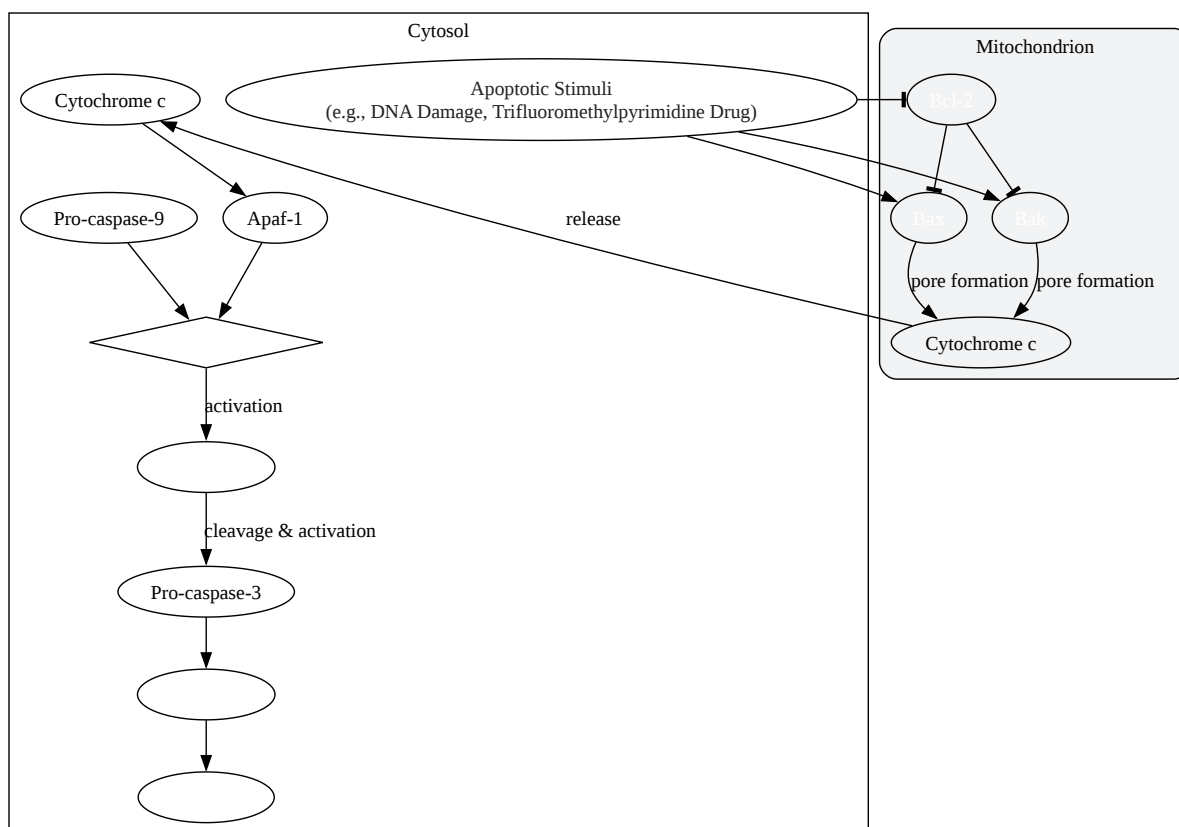 Cytosol
Mitochondrion
Cytochrome c
Apoptotic Stimuli
(e.g., DNA Damage, Trifluoromethylpyrimidine Drug)
Bcl-2
Pro-caspase-9
Apaf-1
release
Bax
Bak
pore formation
pore formation
Cytochrome c
activation
cleavage & activation
Pro-caspase-3